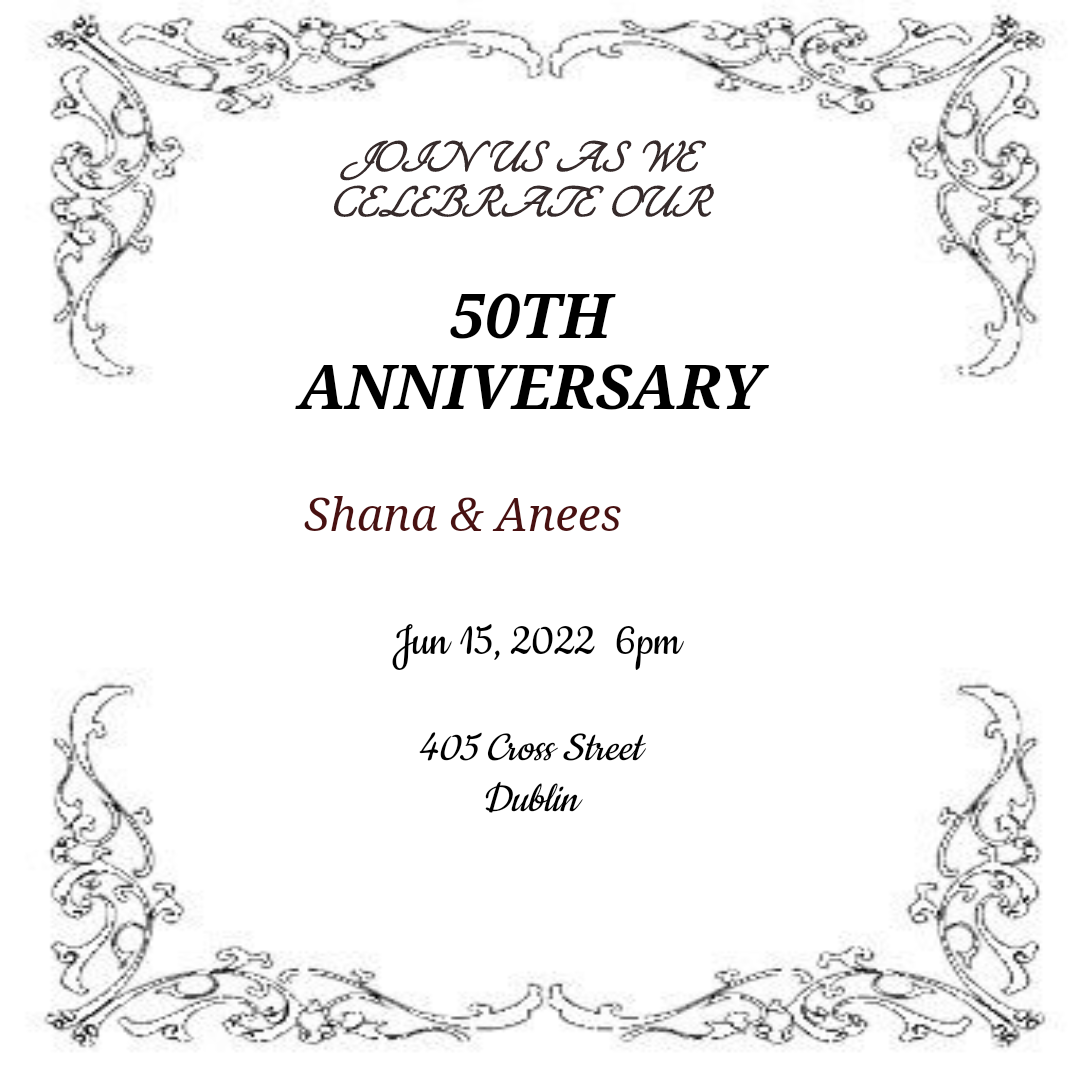 JOIN US AS WE
CELEBRATE OUR
50TH
ANNIVERSARY
Shana & Anees
Jun 15, 2022 6pm
405 Cross Street
Dublin